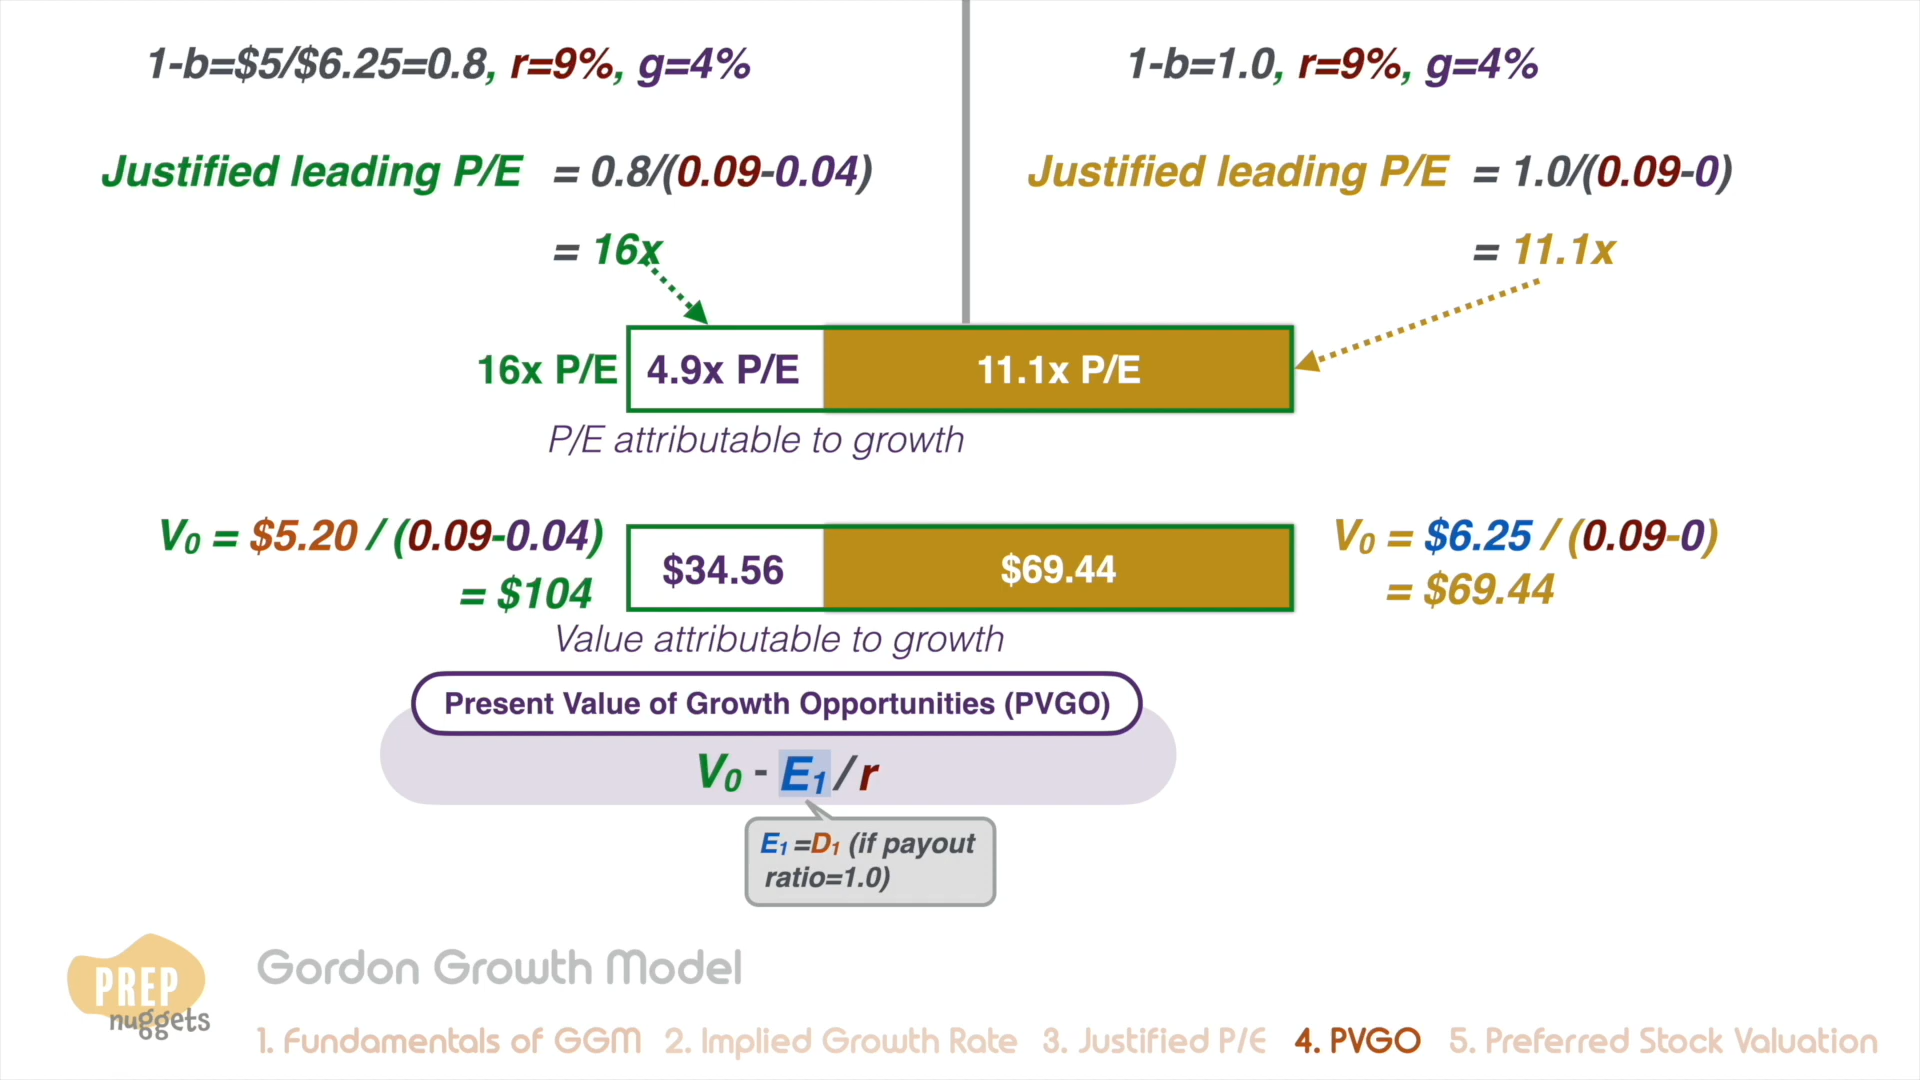 1-b=$5/$6.25=0.8, r=9%, g=4%
Justified leading P/E = 0.8/(0.09-0.04)
= 16x
1-b=1.0, r=9%, g=4%
Justified leading P/E = 1.0/(0.09-0)
= 11.1x
16x P/E 4.9x P/E 11.1x P/E
P/E attributable to growth
V₀ = $5.20 / (0.09-0.04)
= $104
$34.56 $69.44
V₀ = $6.25 / (0.09-0)
= $69.44
Value attributable to growth
Present Value of Growth Opportunities (PVGO)
V₀ - E₁ / r
E₁ =D₁ (if payout
ratio=1.0)
PREP
nuggets
Gordon Growth Model
1. Fundamentals of GGM 2. Implied Growth Rate 3. Justified P/E 4. PVGO 5. Preferred Stock Valuation